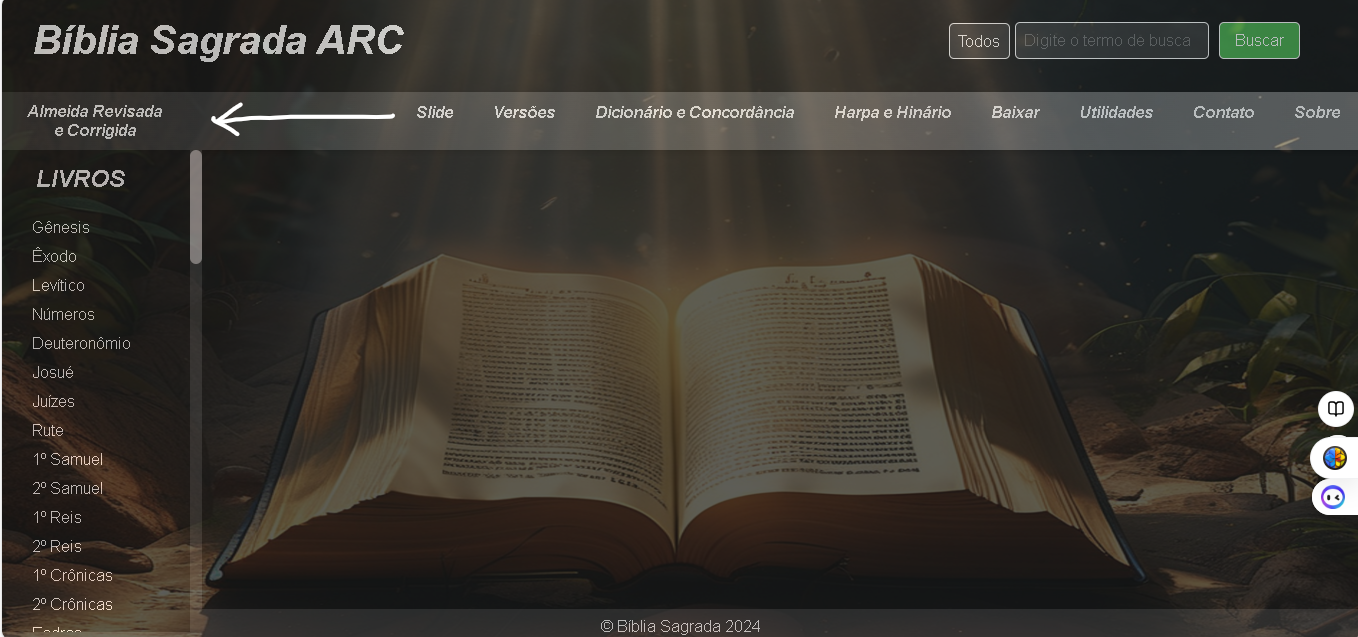 Bíblia Sagrada ARC
Todos
Digite o termo de busca
Buscar
Almeida Revisada
e Corrigida
Slide
Versões
Dicionário e Concordância
Harpa e Hinário
Baixar
Utilidades
Contato
Sobre
LIVROS
Gênesis
Êxodo
Levítico
Números
Deuteronômio
Josué
Juízes
Rute
1º Samuel
2º Samuel
1º Reis
2º Reis
1º Crônicas
2º Crônicas
© Bíblia Sagrada 2024